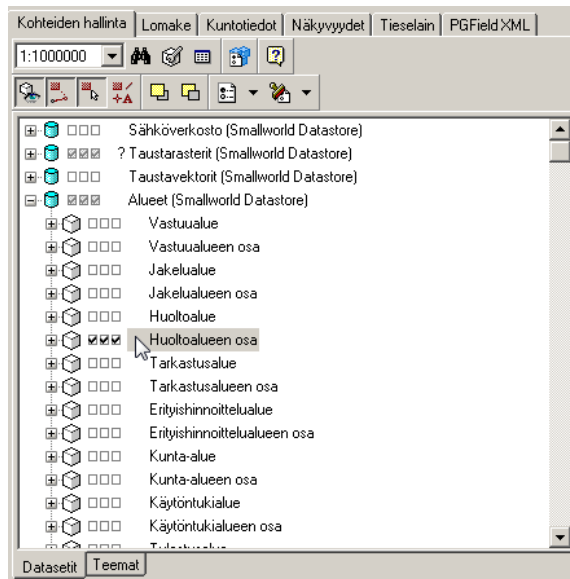 Kohteiden hallinta Lomake Kuntotiedot Näkyvyydet Tieselain PGField XML
1:1000000
Sähköverkosto (Smallworld Datastore)
? Taustarasterit (Smallworld Datastore)
Taustavektorit (Smallworld Datastore)
Alueet (Smallworld Datastore)
Vastuualue
Vastuualueen osa
Jakelualue
Jakelualueen osa
Huoltoalue
Huoltoalueen osa
Tarkastusalue
Tarkastusalueen osa
Erityishinnoittelualue
Erityishinnoittelualueen osa
Kunta-alue
Kunta-alueen osa
Käytöntukialue
Käytöntukialueen osa
Datasetit Teemat